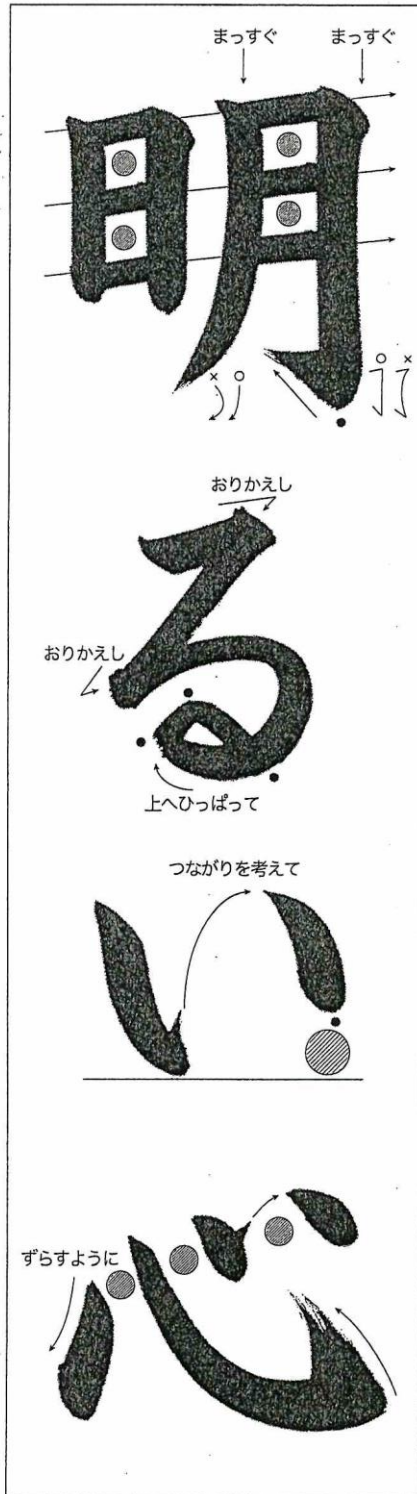 まっすぐ まっすぐ
明
× ○ ○ ×
おりかえし
る
おりかえし
上へひっぱって
つながりを考えて
い
心
ずらすように